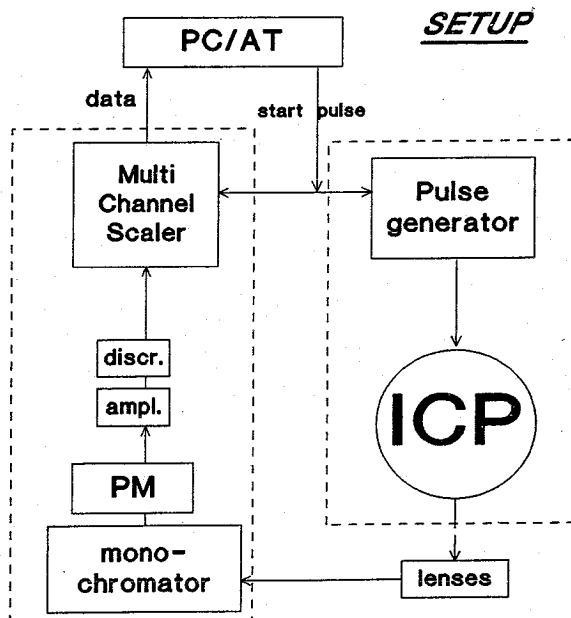 SETUP
PC/AT
data
start pulse
Multi
Channel
Scaler
Pulse
generator
discr.
ampl.
ICP
PM
mono-
chromator
lenses